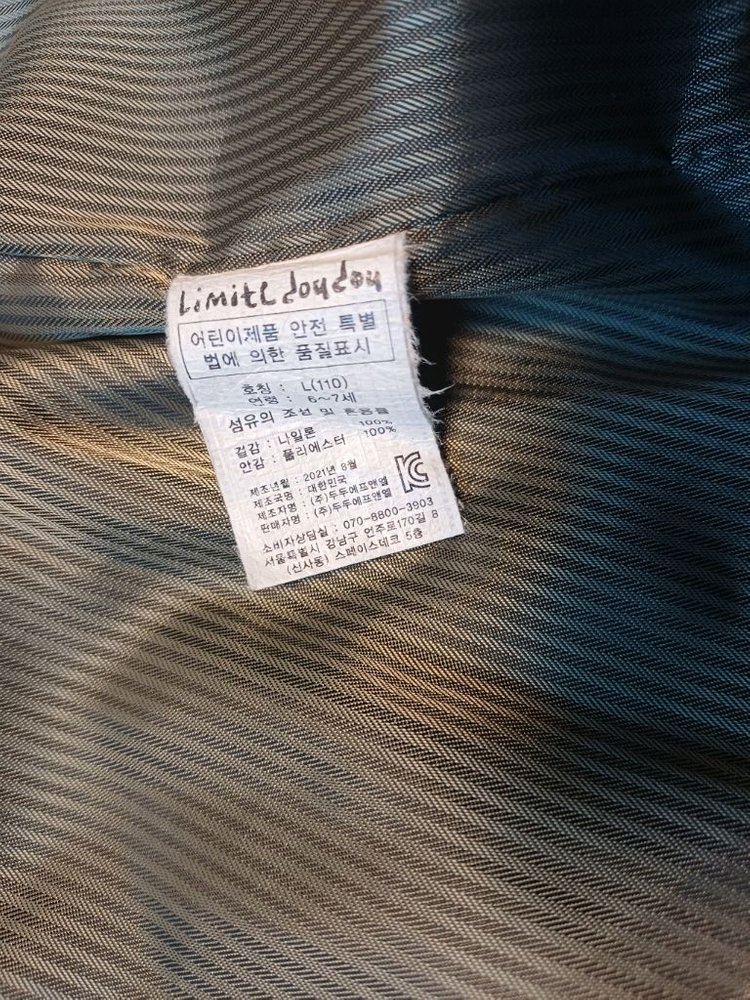 Limite doudou
어린이제품 안전 특별
법에 의한 품질표시
호칭 : L(110)
연령 : 6~7세
섬유의 조성 및 혼용률
겉감 : 나일론 100%
안감 : 폴리에스터 100%
제조년월 : 2021년 8월
제조국원 : 대한민국
제조자명 : (주)두두에프앤엘
판매자명 : (주)두두에프앤엘
소비자상담실 : 070-8800-3903
서울특별시 강남구 언주로170길 8
(신사동) 스페이스데크 5층